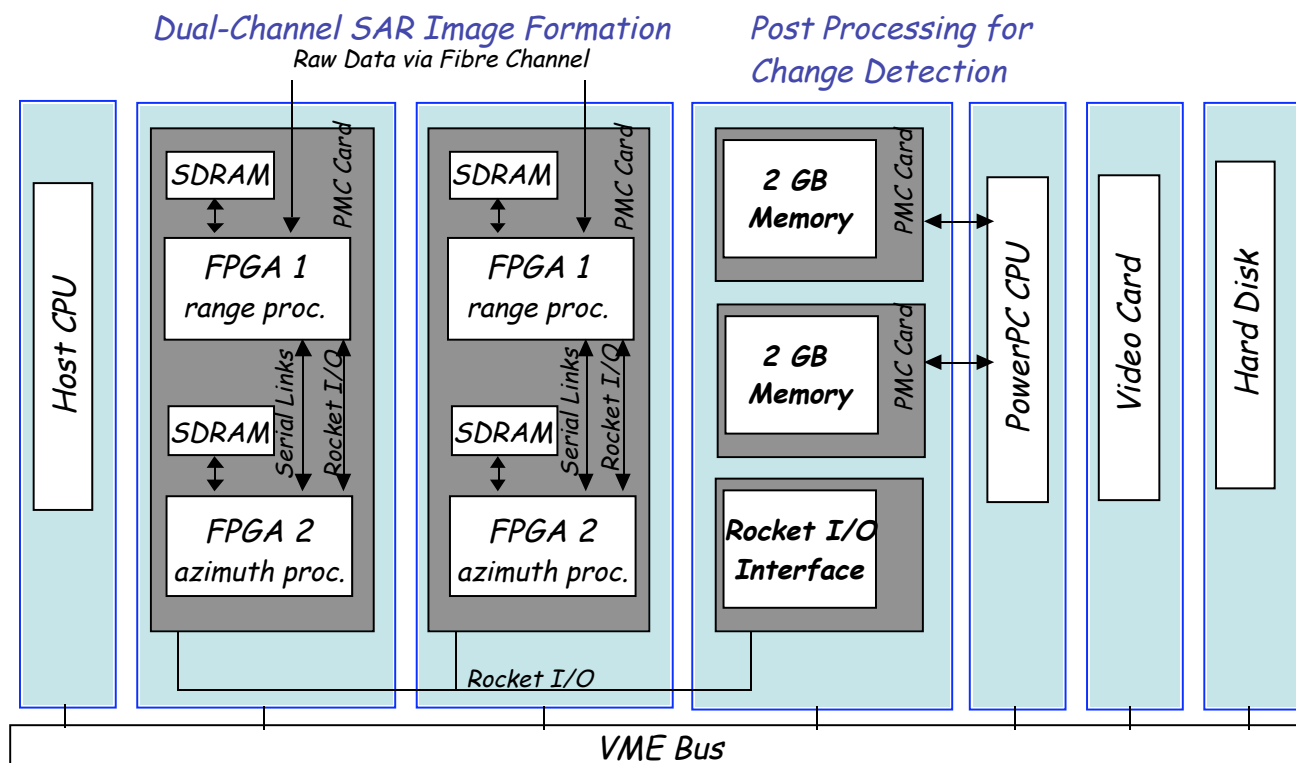 Dual-Channel SAR Image Formation
Raw Data via Fibre Channel
Post Processing for
Change Detection
Host CPU
PMC Card
SDRAM
FPGA 1
range proc.
Serial Links
Rocket I/O
SDRAM
FPGA 2
azimuth proc.
PMC Card
SDRAM
FPGA 1
range proc.
Serial Links
Rocket I/O
SDRAM
FPGA 2
azimuth proc.
Rocket I/O
2 GB
Memory
PMC Card
2 GB
Memory
PMC Card
Rocket I/O
Interface
PowerPC CPU
Video Card
Hard Disk
VME Bus